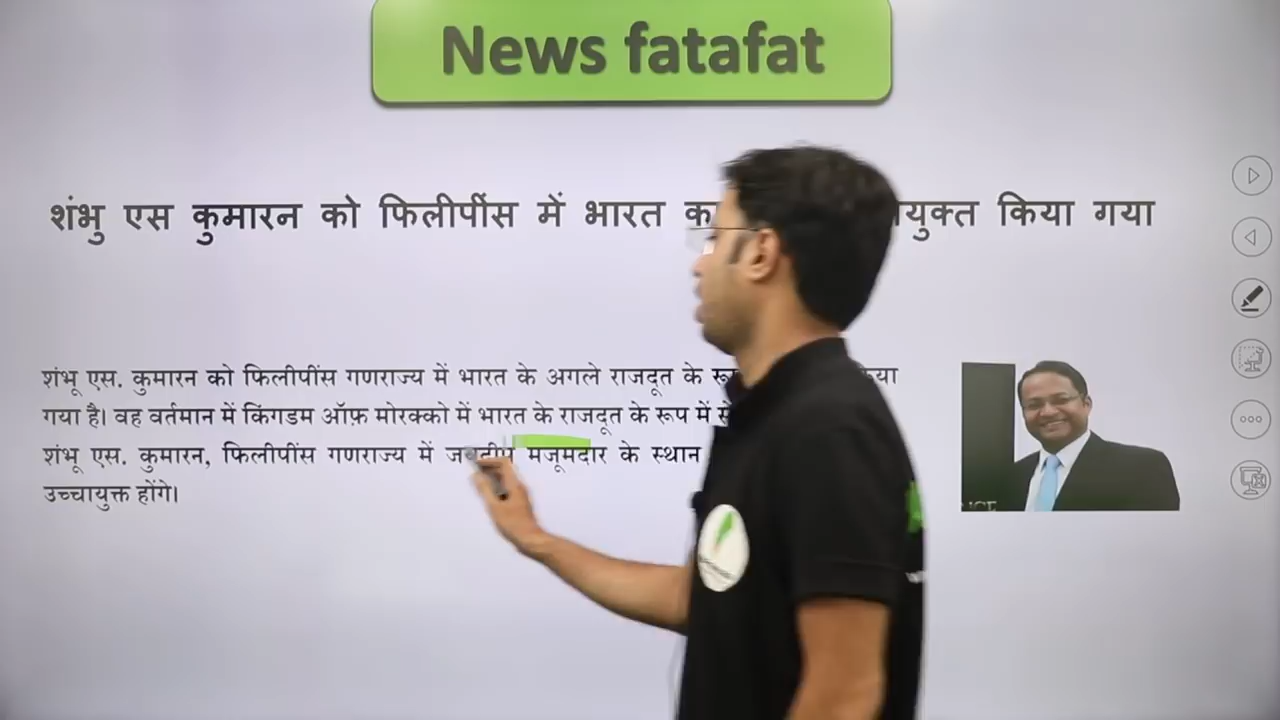 News fatafat
शंभु एस कुमारन को फिलीपींस में भारत युक्त किया गया
शंभू एस. कुमारन को फिलीपींस गणराज्य में भारत के अगले राजदूत के
गया है। वह वर्तमान में किंगडम ऑफ़ मोरक्को में भारत के राजदूत के रूप में
शंभू एस. कुमारन, फिलीपींस गणराज्य में मजूमदार के स्थान
उच्चायुक्त होंगे।